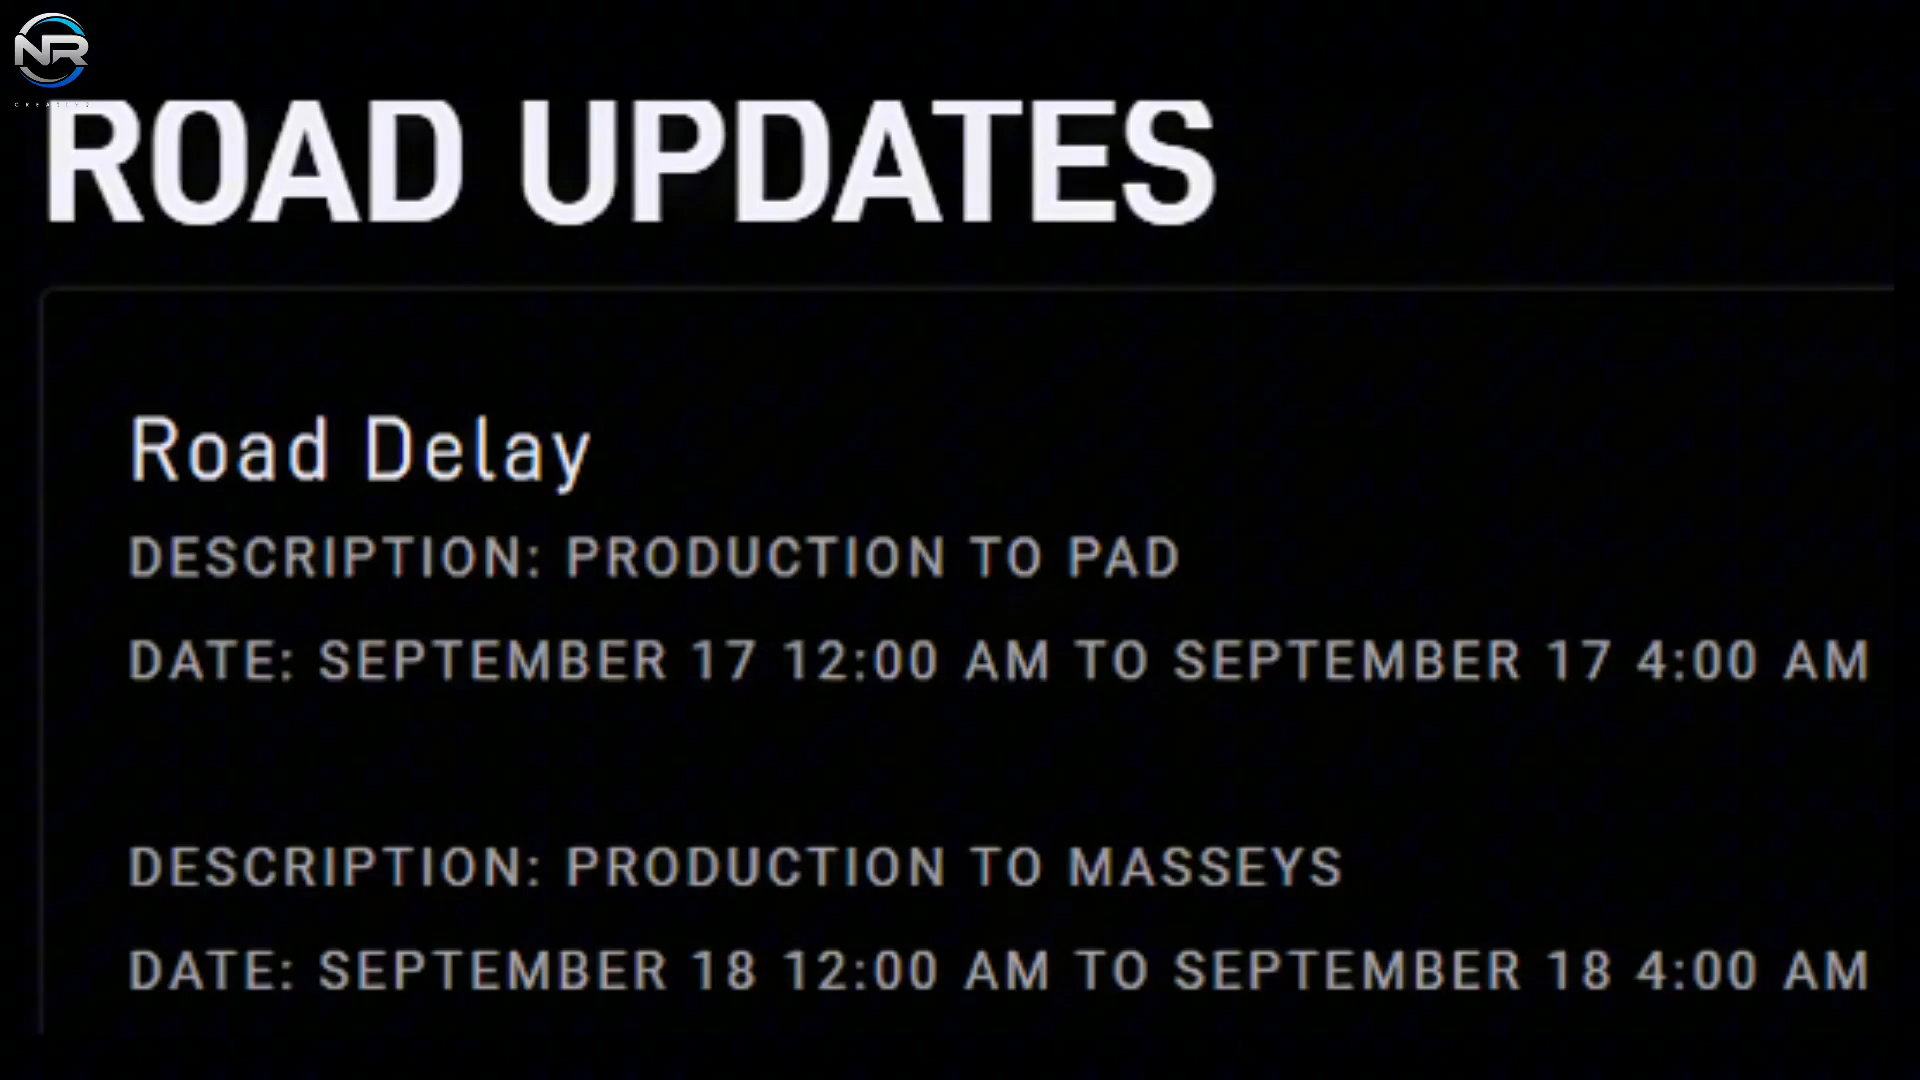 NR
ROAD UPDATES
Road Delay
DESCRIPTION: PRODUCTION TO PAD
DATE: SEPTEMBER 17 12:00 AM TO SEPTEMBER 17 4:00 AM
DESCRIPTION: PRODUCTION TO MASSEYS
DATE: SEPTEMBER 18 12:00 AM TO SEPTEMBER 18 4:00 AM